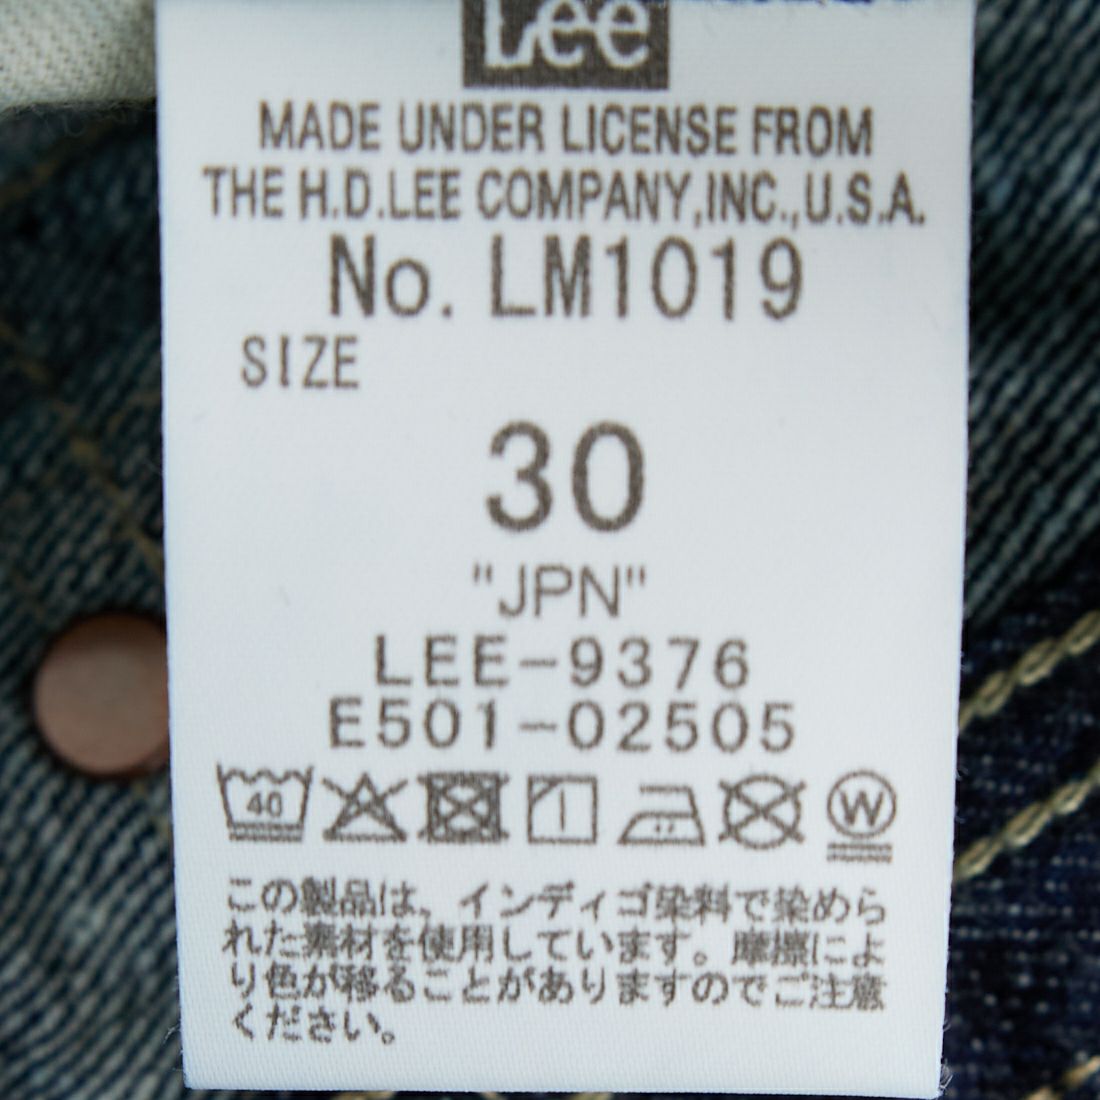 Lee
MADE UNDER LICENSE FROM
THE H.D.LEE COMPANY,INC.,U.S.A.
No. LM1019
SIZE
30
"JPN"
LEE-9376
E501-02505
40 W
この製品は、インディゴ染料で染めら
れた素材を使用しています。摩擦によ
り色が移ることがありますのでご注意
ください。